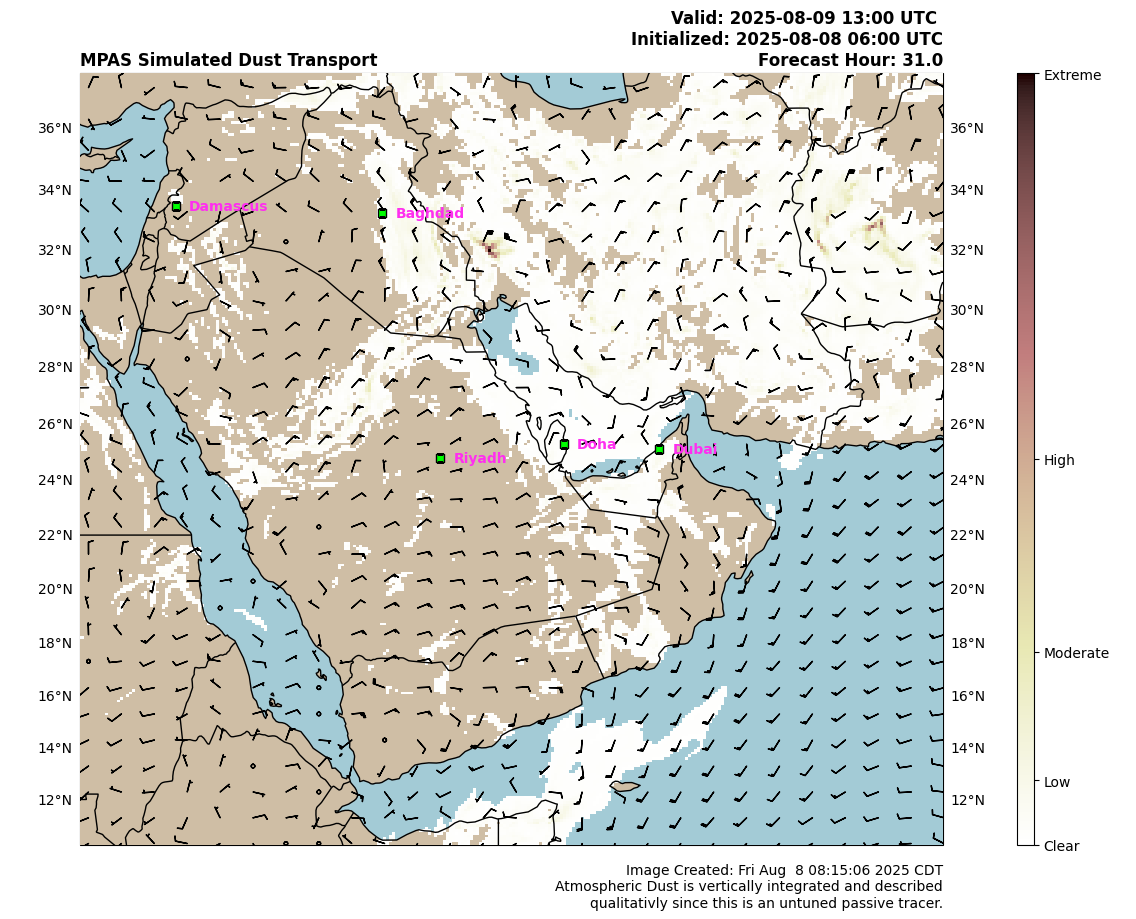 Valid: 2025-08-09 13:00 UTC
Initialized: 2025-08-08 06:00 UTC
MPAS Simulated Dust Transport
Forecast Hour: 31.0
Extreme
36°N
36°N
34°N
34°N
Damascus
Baghdad
32°N
32°N
30°N
30°N
28°N
28°N
26°N
26°N
Doha
Dubai
Riyadh
High
24°N
24°N
22°N
22°N
20°N
20°N
18°N
18°N
Moderate
16°N
16°N
14°N
14°N
Low
12°N
12°N
Clear
Image Created: Fri Aug  8 08:15:06 2025 CDT
Atmospheric Dust is vertically integrated and described
qualitativly since this is an untuned passive tracer.